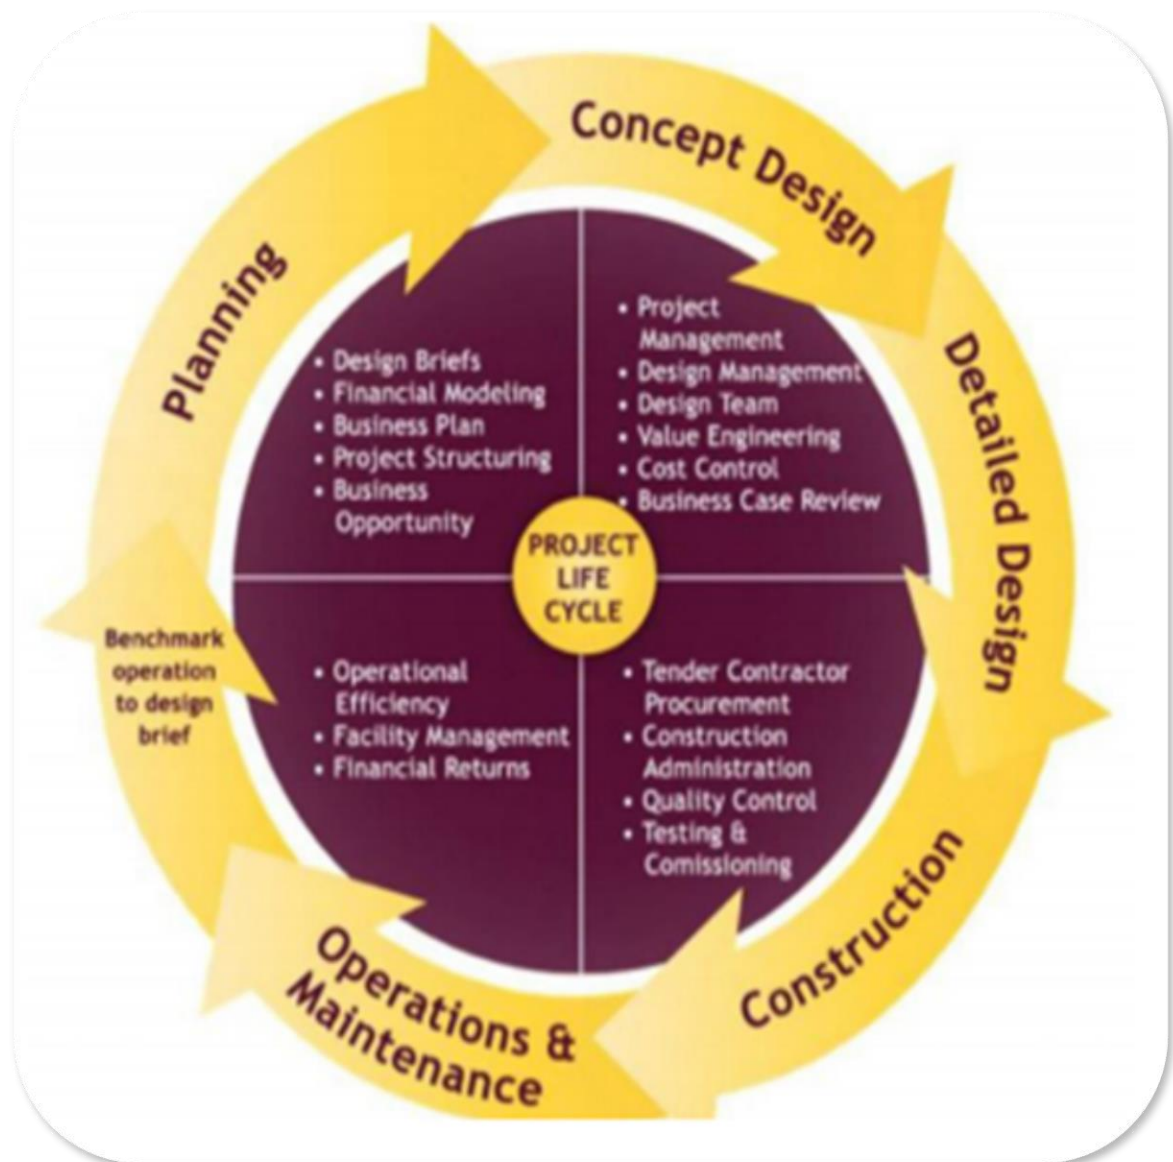 Concept Design
Planning
Detailed Design
• Design Briefs
• Financial Modeling
• Business Plan
• Project Structuring
• Business
Opportunity
• Project
Management
• Design Management
• Design Team
• Value Engineering
• Cost Control
• Business Case Review
PROJECT
LIFE
CYCLE
Benchmark
operation
to design
brief
• Operational
Efficiency
• Facility Management
• Financial Returns
• Tender Contractor
Procurement
• Construction
Administration
• Quality Control
• Testing &
Comissioning
Construction
Operations &
Maintenance